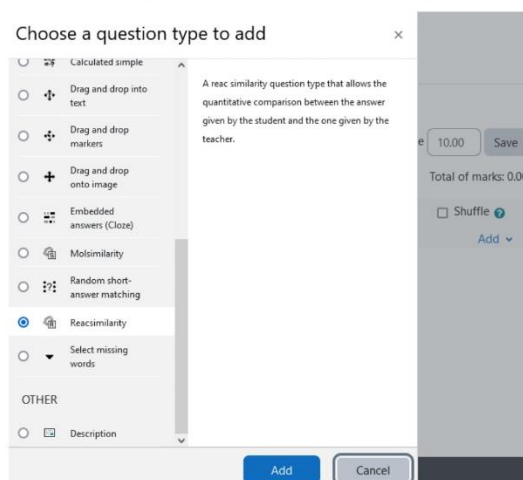 Choose a question type to add
×
Calculated simple
Drag and drop into
text
Drag and drop
markers
Drag and drop
onto image
Embedded
answers (Cloze)
Molsimilarity
Random short-
answer matching
Reacsimilarity
Select missing
words
OTHER
Description
A reac similarity question type that allows the
quantitative comparison between the answer
given by the student and the one given by the
teacher.
Add
Cancel
e 10.00 Save
Total of marks: 0.0
Shuffle ?
Add